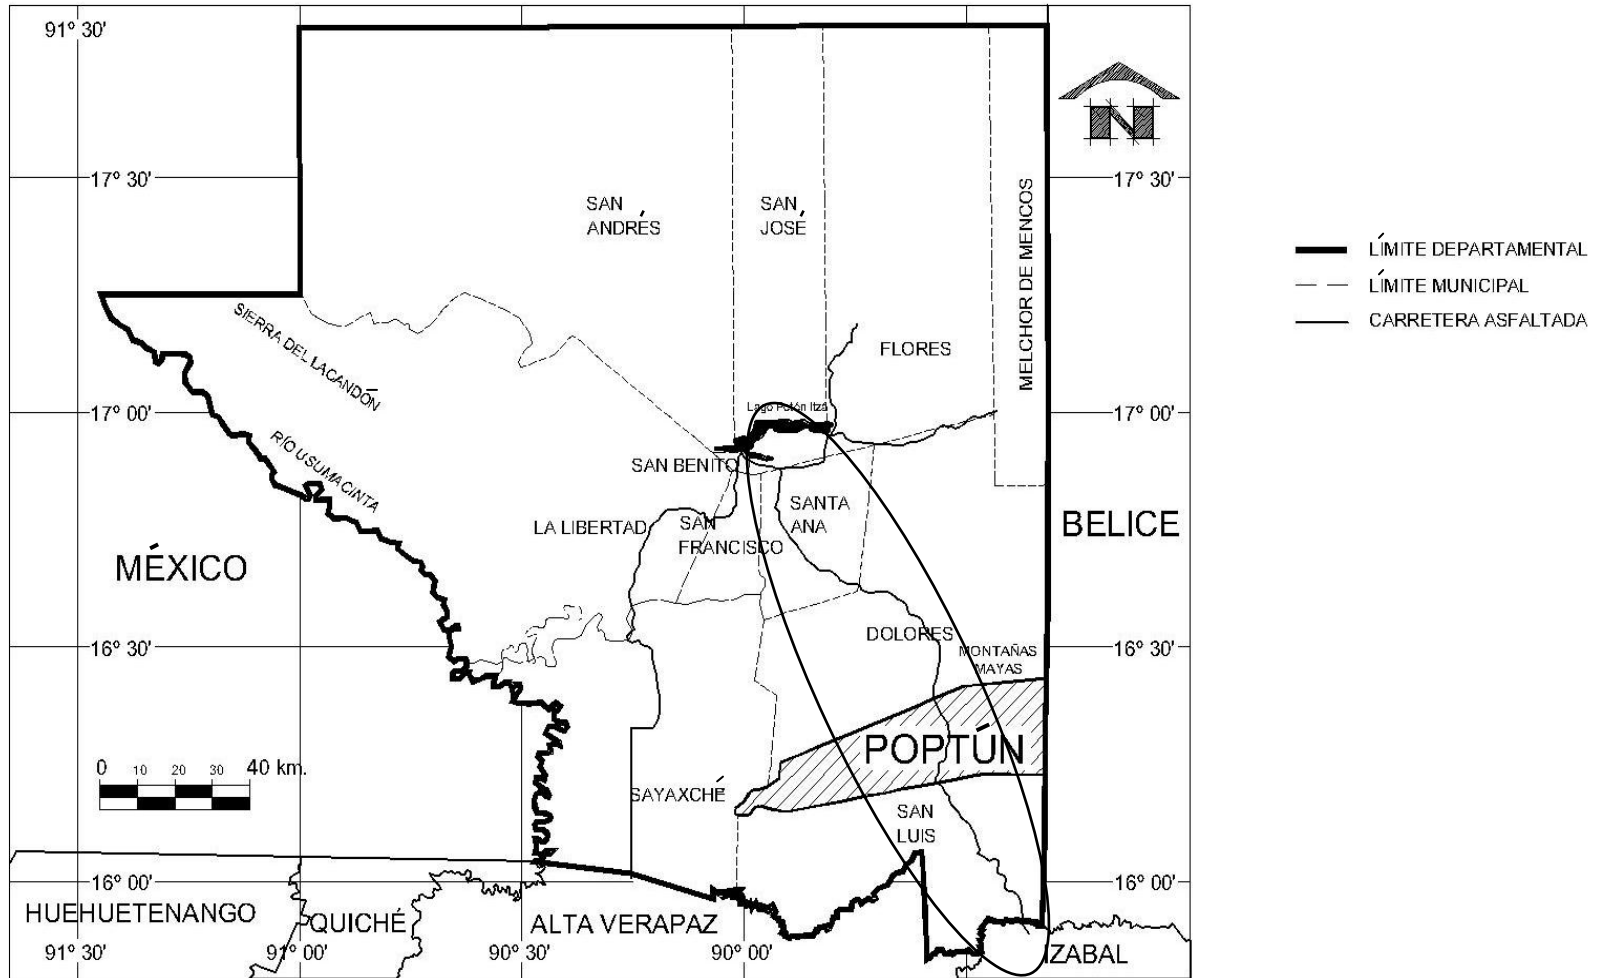 91° 30'
N
17° 30'
17° 30'
SAN
ANDRÉS
SAN
JOSÉ
MELCHOR DE MENCOS
LÍMITE DEPARTAMENTAL
LÍMITE MUNICIPAL
CARRETERA ASFALTADA
SIERRA DEL LACANDÓN
FLORES
17° 00'
Lago Petén Itzá
17° 00'
RÍO USUMACINTA
SAN BENITO
LA LIBERTAD
SAN
FRANCISCO
SANTA
ANA
BELICE
MÉXICO
DOLORES
16° 30'
MONTAÑAS
MAYAS
16° 30'
POPTÚN
0 10 20 30 40 km.
SAYAXCHÉ
SAN
LUIS
16° 00'
16° 00'
HUEHUETENANGO
QUICHÉ
ALTA VERAPAZ
IZABAL
91° 30'
91° 00'
90° 30'
90° 00'